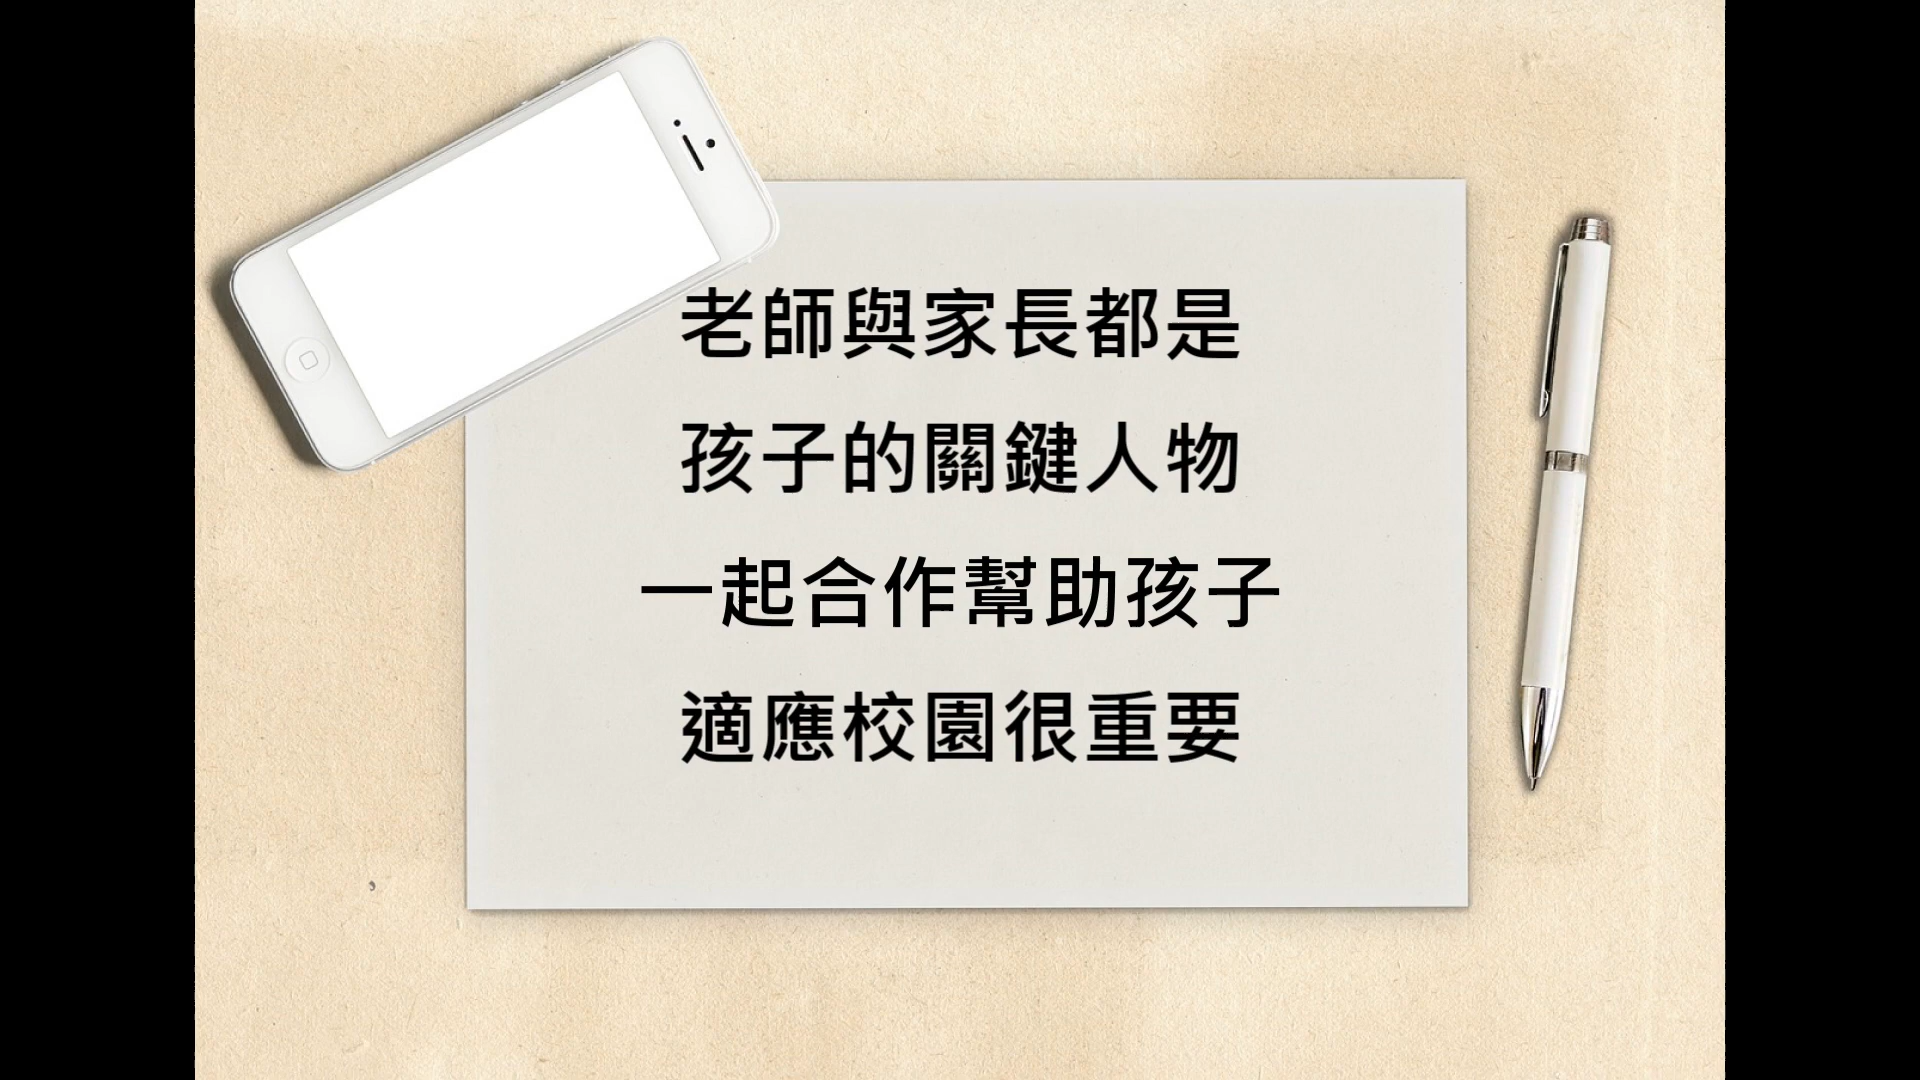 老師與家長都是
孩子的關鍵人物
一起合作幫助孩子
適應校園很重要